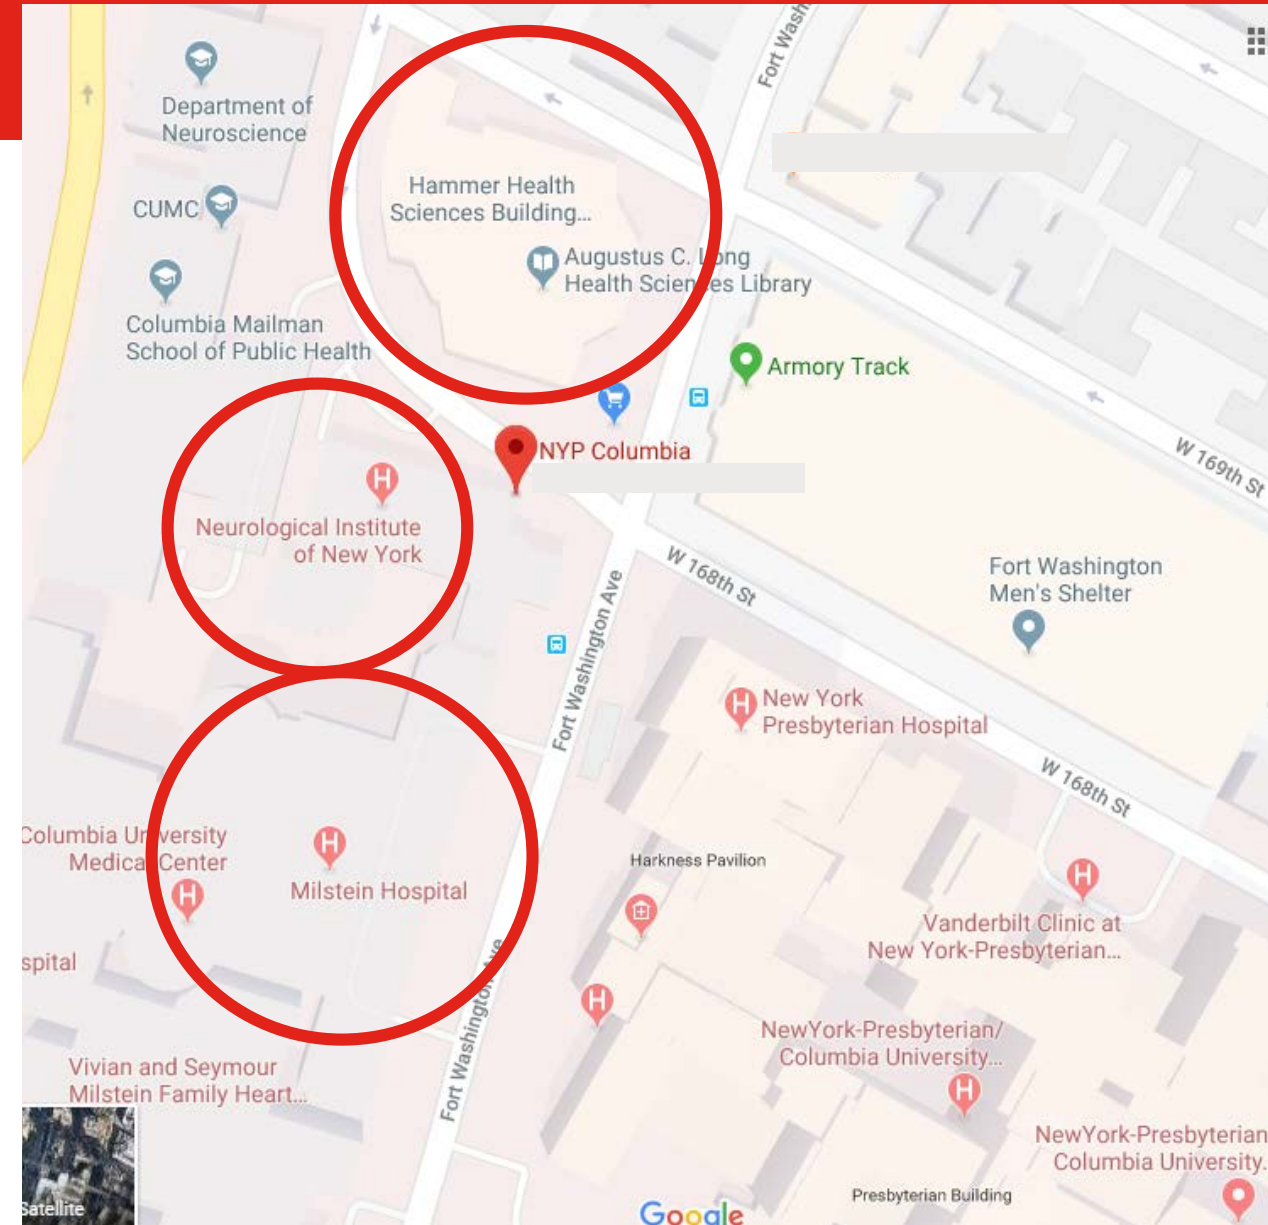 Fort Wash
Department of
Neuroscience
Hammer Health
Sciences Building...
CUMC
Augustus C. Long
Health Sciences Library
Columbia Mailman
School of Public Health
Armory Track
NYP Columbia
W 169th St
Neurological Institute
of New York
W 168th St
Fort Washington
Men's Shelter
Fort Washington Ave
New York
Presbyterian Hospital
W 168th St
Columbia University
Medical Center
Milstein Hospital
Harkness Pavilion
Vanderbilt Clinic at
New York-Presbyterian...
spital
Fort Washington Ave
NewYork-Presbyterian/
Columbia University...
Vivian and Seymour
Milstein Family Heart...
NewYork-Presbyterian
Columbia University.
Presbyterian Building
Satellite
Google